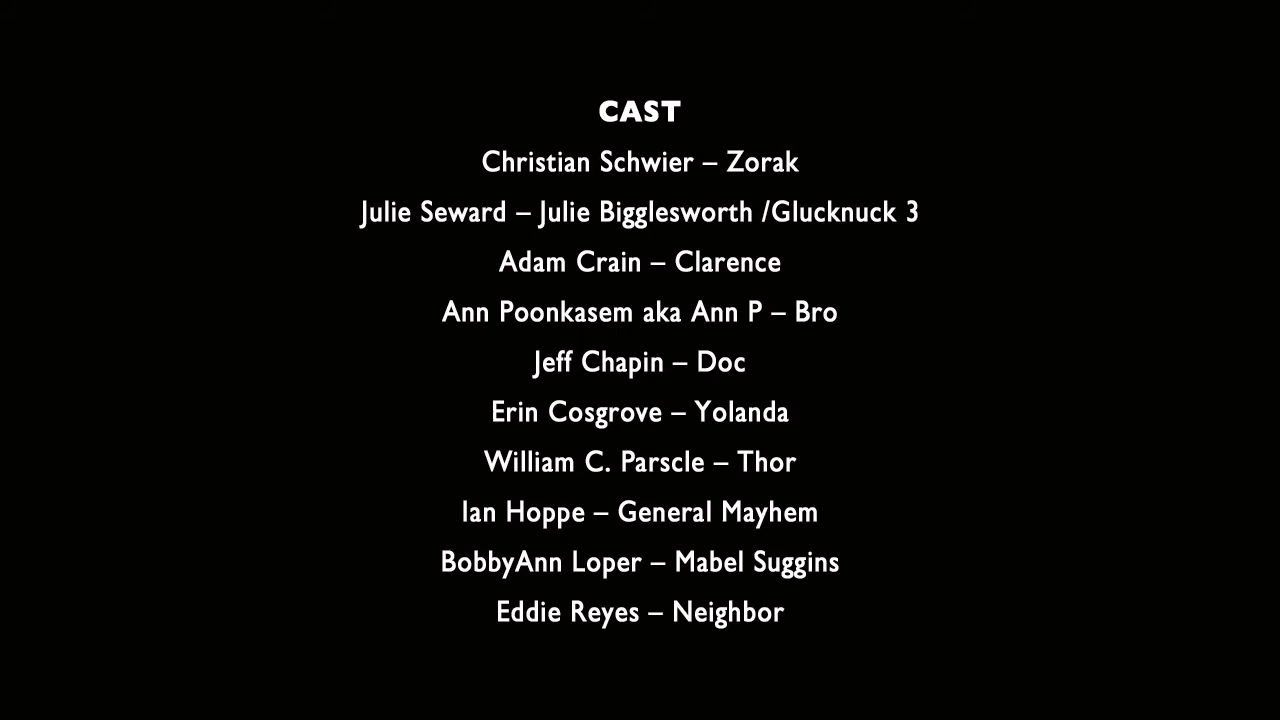 CAST
Christian Schwier – Zorak
Julie Seward – Julie Bigglesworth /Glucknuck 3
Adam Crain – Clarence
Ann Poonkasem aka Ann P – Bro
Jeff Chapin – Doc
Erin Cosgrove – Yolanda
William C. Parscle – Thor
Ian Hoppe – General Mayhem
BobbyAnn Loper – Mabel Suggins
Eddie Reyes – Neighbor